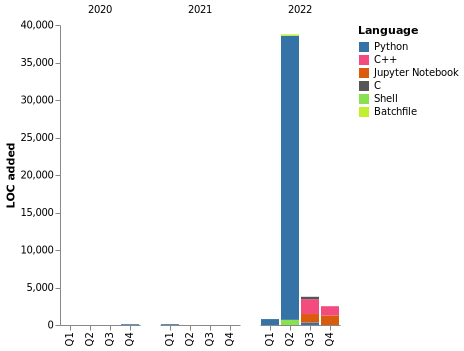 2020 2021 2022
Language
Python
C++
Jupyter Notebook
C
Shell
Batchfile
LOC added
40,000
35,000
30,000
25,000
20,000
15,000
10,000
5,000
0
Q1 Q2 Q3 Q4 Q1 Q2 Q3 Q4 Q1 Q2 Q3 Q4